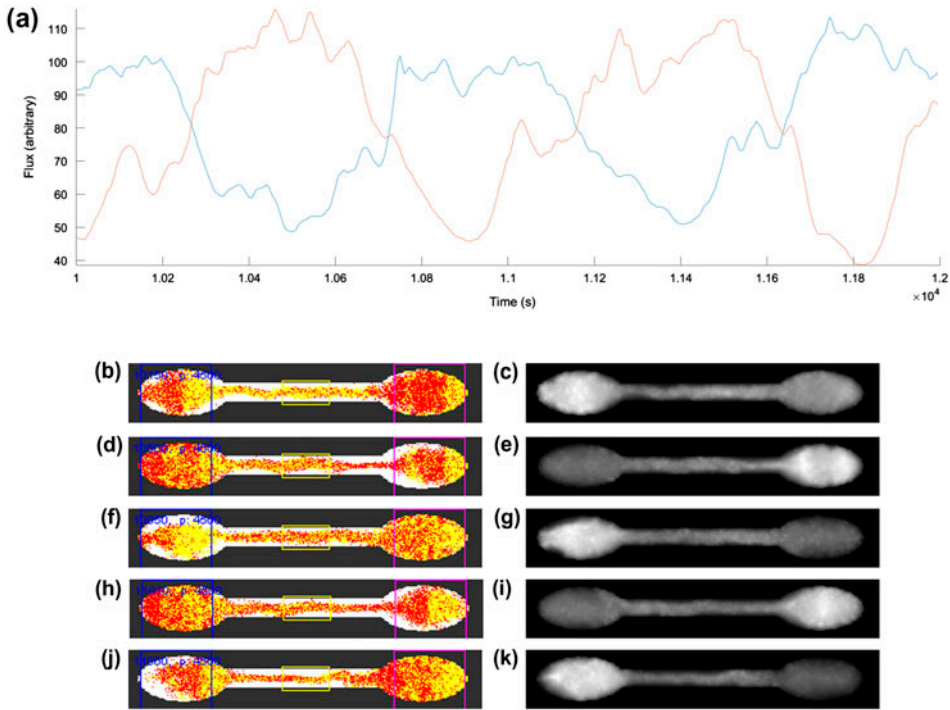 (a)
110
100
90
80
70
60
50
40
Flux (arbitrary)
1 1.02 1.04 1.06 1.08 1.1 1.12 1.14 1.16 1.18 1.2
×10⁴
Time (s)
(b) (c)
(d) (e)
(f) (g)
(h) (i)
(j) (k)